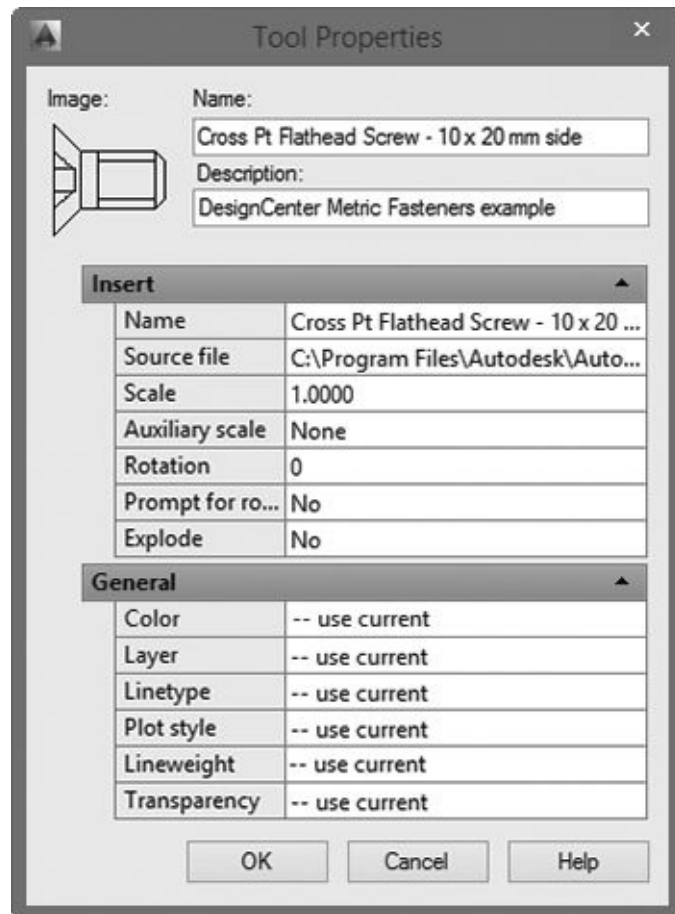 Tool Properties
Image:
Name:
Cross Pt Flathead Screw - 10 x 20 mm side
Description:
DesignCenter Metric Fasteners example
Insert
Name Cross Pt Flathead Screw - 10 x 20 ...
Source file C:\Program Files\Autodesk\Auto...
Scale 1.0000
Auxiliary scale None
Rotation 0
Prompt for ro... No
Explode No
General
Color -- use current
Layer -- use current
Linetype -- use current
Plot style -- use current
Lineweight -- use current
Transparency -- use current
OK Cancel Help